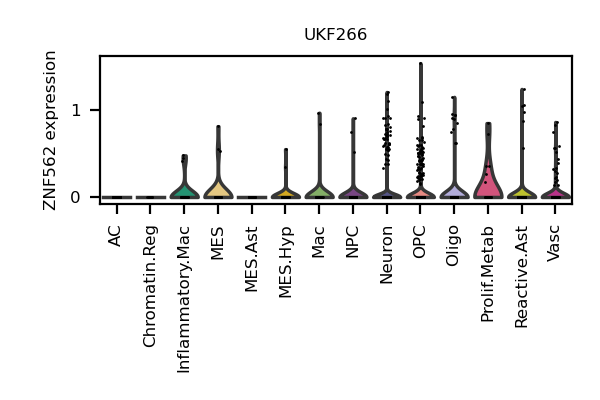 UKF266
ZNF562 expression
1
0
AC
Chromatin.Reg
Inflammatory.Mac
MES
MES.Ast
MES.Hyp
Mac
NPC
Neuron
OPC
Oligo
Prolif.Metab
Reactive.Ast
Vasc